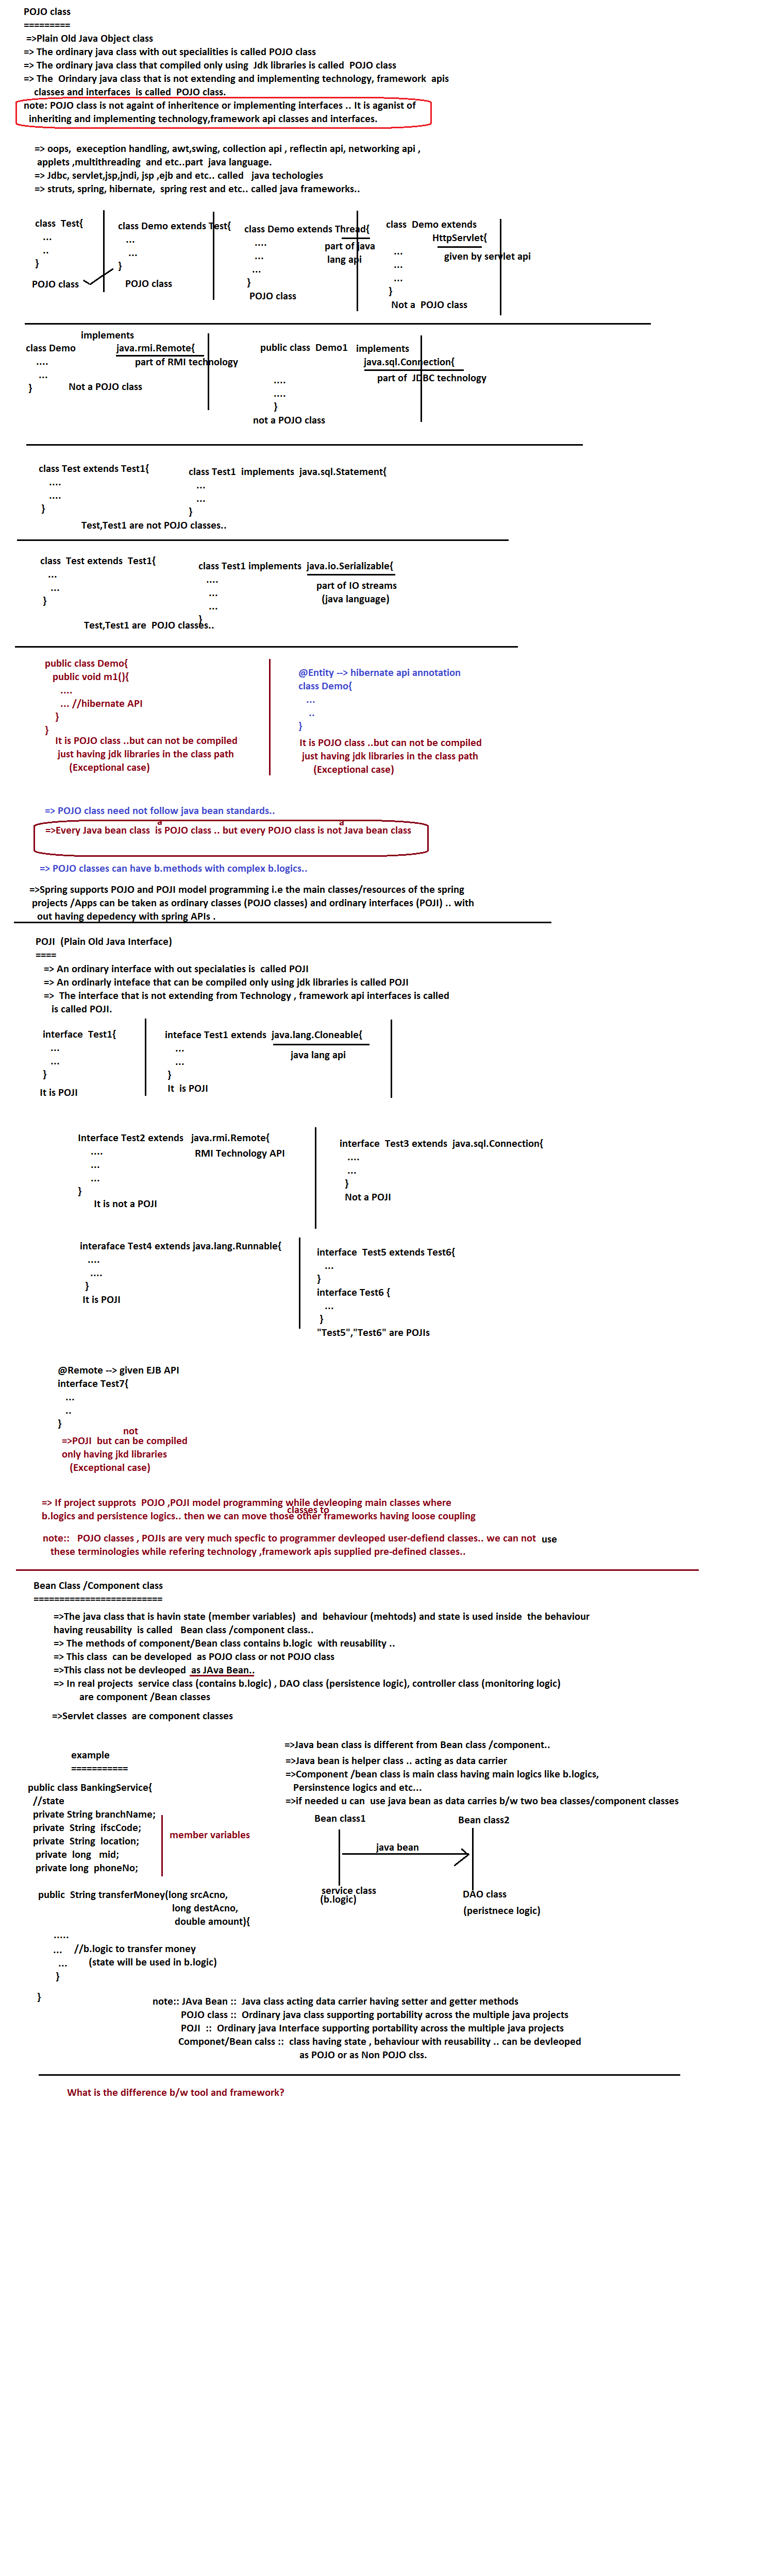 POJO class
=========
=>Plain Old Java Object class
=> The ordinary java class with out specialities is called POJO class
=> The ordinary java class that compiled only using  Jdk libraries is called  POJO class
=> The  Orindary java class that is not extending and implementing technology, framework  apis
classes and interfaces  is called  POJO class.
note: POJO class is not againt of inheritence or implementing interfaces .. It is aganist of
inheriting and implementing technology,framework api classes and interfaces.
=> oops,  exeception handling, awt,swing, collection api , reflectin api, networking api ,
applets ,multithreading  and etc..part  java language.
=> Jdbc, servlet,jsp,jndi, jsp ,ejb and etc.. called   java techologies
=> struts, spring, hibernate,  spring rest and etc.. called java frameworks..
class  Test{
...
..
}
POJO class
class Demo extends Test{
...
...
}
POJO class
class Demo extends Thread{
part of java
lang api
....
...
...
}
POJO class
class  Demo extends
HttpServlet{
given by servlet api
...
...
...
}
Not a  POJO class
implements
class Demo
java.rmi.Remote{
part of RMI technology
....
...
}
Not a POJO class
public class  Demo1
implements
java.sql.Connection{
part of  JDBC technology
....
....
}
not a POJO class
class Test extends Test1{
....
....
}
class Test1  implements  java.sql.Statement{
...
...
}
Test,Test1 are not POJO classes..
class  Test extends  Test1{
...
...
}
class Test1 implements  java.io.Serializable{
part of IO streams
(java language)
....
...
...
}
Test,Test1 are  POJO classes..
public class Demo{
public void m1(){
....
... //hibernate API
}
}
It is POJO class ..but can not be compiled
just having jdk libraries in the class path
(Exceptional case)
@Entity --> hibernate api annotation
class Demo{
...
..
}
It is POJO class ..but can not be compiled
just having jdk libraries in the class path
(Exceptional case)
=> POJO class need not follow java bean standards..
a
a
=>Every Java bean class  is POJO class .. but every POJO class is not Java bean class
=> POJO classes can have b.methods with complex b.logics..
=>Spring supports POJO and POJI model programming i.e the main classes/resources of the spring
projects /Apps can be taken as ordinary classes (POJO classes) and ordinary interfaces (POJI) .. with
out having depedency with spring APIs .
POJI  (Plain Old Java Interface)
====
=> An ordinary interface with out specialaties is  called POJI
=> An ordinarly inteface that can be compiled only using jdk libraries is called POJI
=>  The interface that is not extending from Technology , framework api interfaces is called
is called POJI.
interface  Test1{
...
...
}
It is POJI
inteface Test1 extends  java.lang.Cloneable{
java lang api
...
...
}
It  is POJI
Interface Test2 extends   java.rmi.Remote{
RMI Technology API
....
...
...
}
It is not a POJI
interface  Test3 extends  java.sql.Connection{
....
...
}
Not a POJI
interaface Test4 extends java.lang.Runnable{
....
....
}
It is POJI
interface  Test5 extends Test6{
...
}
interface Test6 {
...
}
"Test5","Test6" are POJIs
@Remote --> given EJB API
interface Test7{
...
..
}
not
=>POJI  but can be compiled
only having jkd libraries
(Exceptional case)
=> If project supprots  POJO ,POJI model programming while devleoping main classes where
classes to
b.logics and persistence logics.. then we can move those other frameworks having loose coupling
note::   POJO classes , POJIs are very much specfic to programmer devleoped user-defiend classes.. we can not  use
these terminologies while refering technology ,framework apis supplied pre-defined classes..
Bean Class /Component class
=========================
=>The java class that is havin state (member variables)  and  behaviour (mehtods) and state is used inside  the behaviour
having reusability  is called   Bean class /component class..
=> The methods of component/Bean class contains b.logic  with reusability ..
=> This class  can be developed  as POJO class or not POJO class
=>This class not be devleoped  as JAva Bean..
=> In real projects  service class (contains b.logic) , DAO class (persistence logic), controller class (monitoring logic)
are component /Bean classes
=>Servlet classes  are component classes
example
===========
public class BankingService{
//state
private String branchName;
private  String  ifscCode;
private  String  location;
private  long   mid;
private long  phoneNo;
member variables
public  String transferMoney(long srcAcno,
long destAcno,
double amount){
.....
...    //b.logic to transfer money
...        (state will be used in b.logic)
}
}
=>Java bean class is different from Bean class /component..
=>Java bean is helper class .. acting as data carrier
=>Component /bean class is main class having main logics like b.logics,
Persinstence logics and etc...
=>if needed u can  use java bean as data carries b/w two bea classes/component classes
Bean class1
Bean class2
java bean
service class
(b.logic)
DAO class
(peristnece logic)
note:: JAva Bean ::  Java class acting data carrier having setter and getter methods
POJO class ::  Ordinary java class supporting portability across the multiple java projects
POJI  ::  Ordinary java Interface supporting portability across the multiple java projects
Componet/Bean calss ::  class having state , behaviour with reusability .. can be devleoped
as POJO or as Non POJO clss.
What is the difference b/w tool and framework?